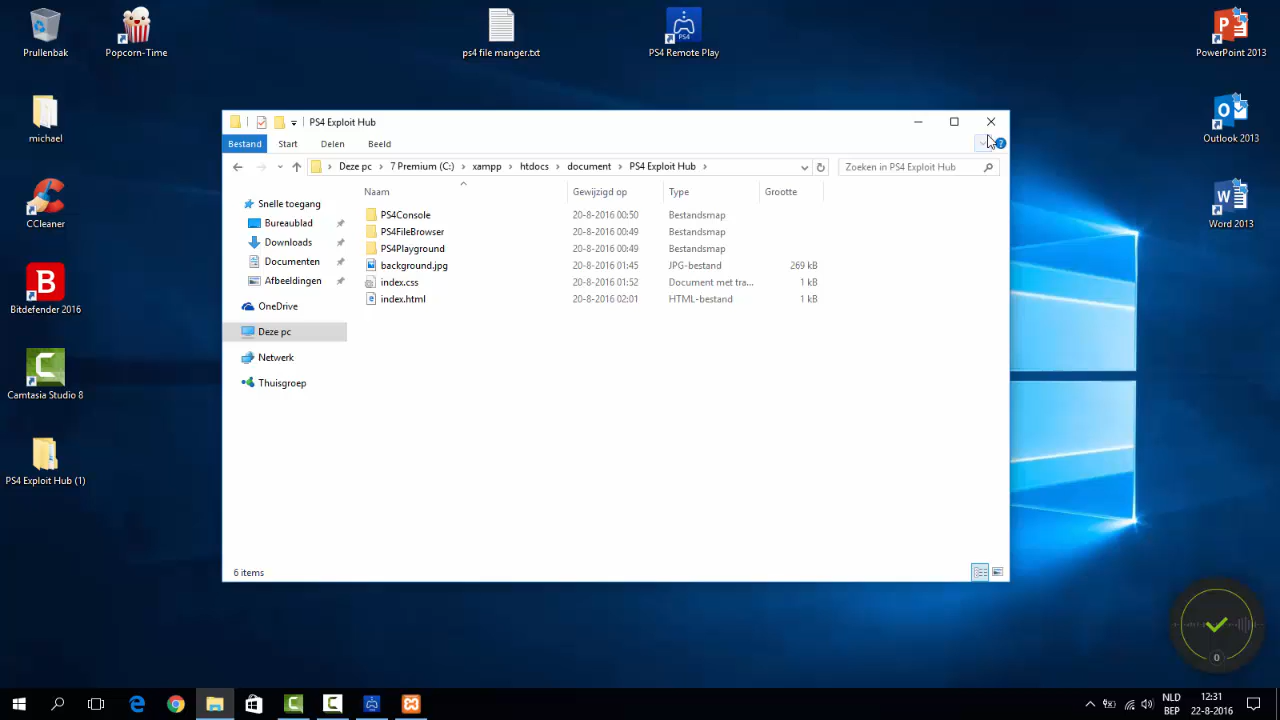 Prullenbak
Popcorn-Time
ps4 file manger.txt
PS4
PS4 Remote Play
PowerPoint 2013
michael
Outlook 2013
CCleaner
Word 2013
Bitdefender 2016
Camtasia Studio 8
PS4 Exploit Hub (1)
PS4 Exploit Hub
Bestand Start Delen Beeld
Deze pc 7 Premium (C:) xampp htdocs document PS4 Exploit Hub
Zoeken in PS4 Exploit Hub
Naam Gewijzigd op Type Grootte
Snelle toegang
Bureaublad
Downloads
Documenten
Afbeeldingen
OneDrive
Deze pc
Netwerk
Thuisgroep
PS4Console 20-8-2016 00:50 Bestandsmap
PS4FileBrowser 20-8-2016 00:49 Bestandsmap
PS4Playground 20-8-2016 00:49 Bestandsmap
background.jpg 20-8-2016 01:45 JPG-bestand 269 kB
index.css 20-8-2016 01:52 Document met tra... 1 kB
index.html 20-8-2016 02:01 HTML-bestand 1 kB
6 items
0
NLD
BEP
12:31
22-8-2016